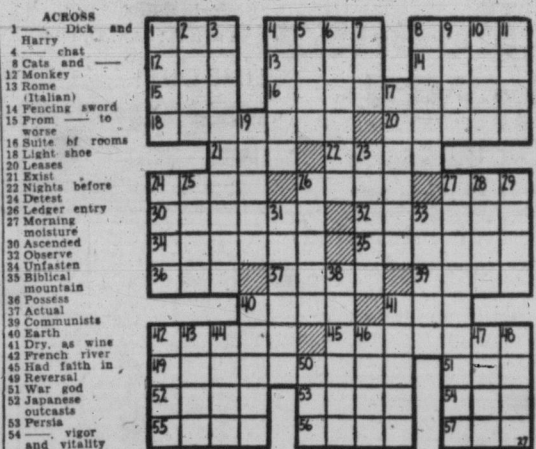 ACROSS
1 —, Dick and
Harry
4 — chat
8 Cats and —
12 Monkey
13 Rome
(Italian)
14 Fencing sword
15 From — to
worse
16 Suite of rooms
18 Light shoe
20 Leases
21 Exist
22 Nights before
24 Detest
26 Ledger entry
27 Morning
moisture
30 Ascended
32 Observe
34 Unfasten
35 Biblical
mountain
36 Possess
37 Actual
39 Communists
40 Earth
41 Dry, as wine
42 French river
45 Had faith in
49 Reversal
51 War god
52 Japanese
outcasts
53 Persia
54 —, vigor
and vitality
1 2 3 4 5 6 7 8 9 10 11
12 13 14
15 16 17
18 19 20
21 22 23
24 25 26 27 28 29
30 31 32 33
34 35
36 37 38 39
40 41
42 43 44 45 46 47 48
49 50 51
52 53 54
55 56 57 27